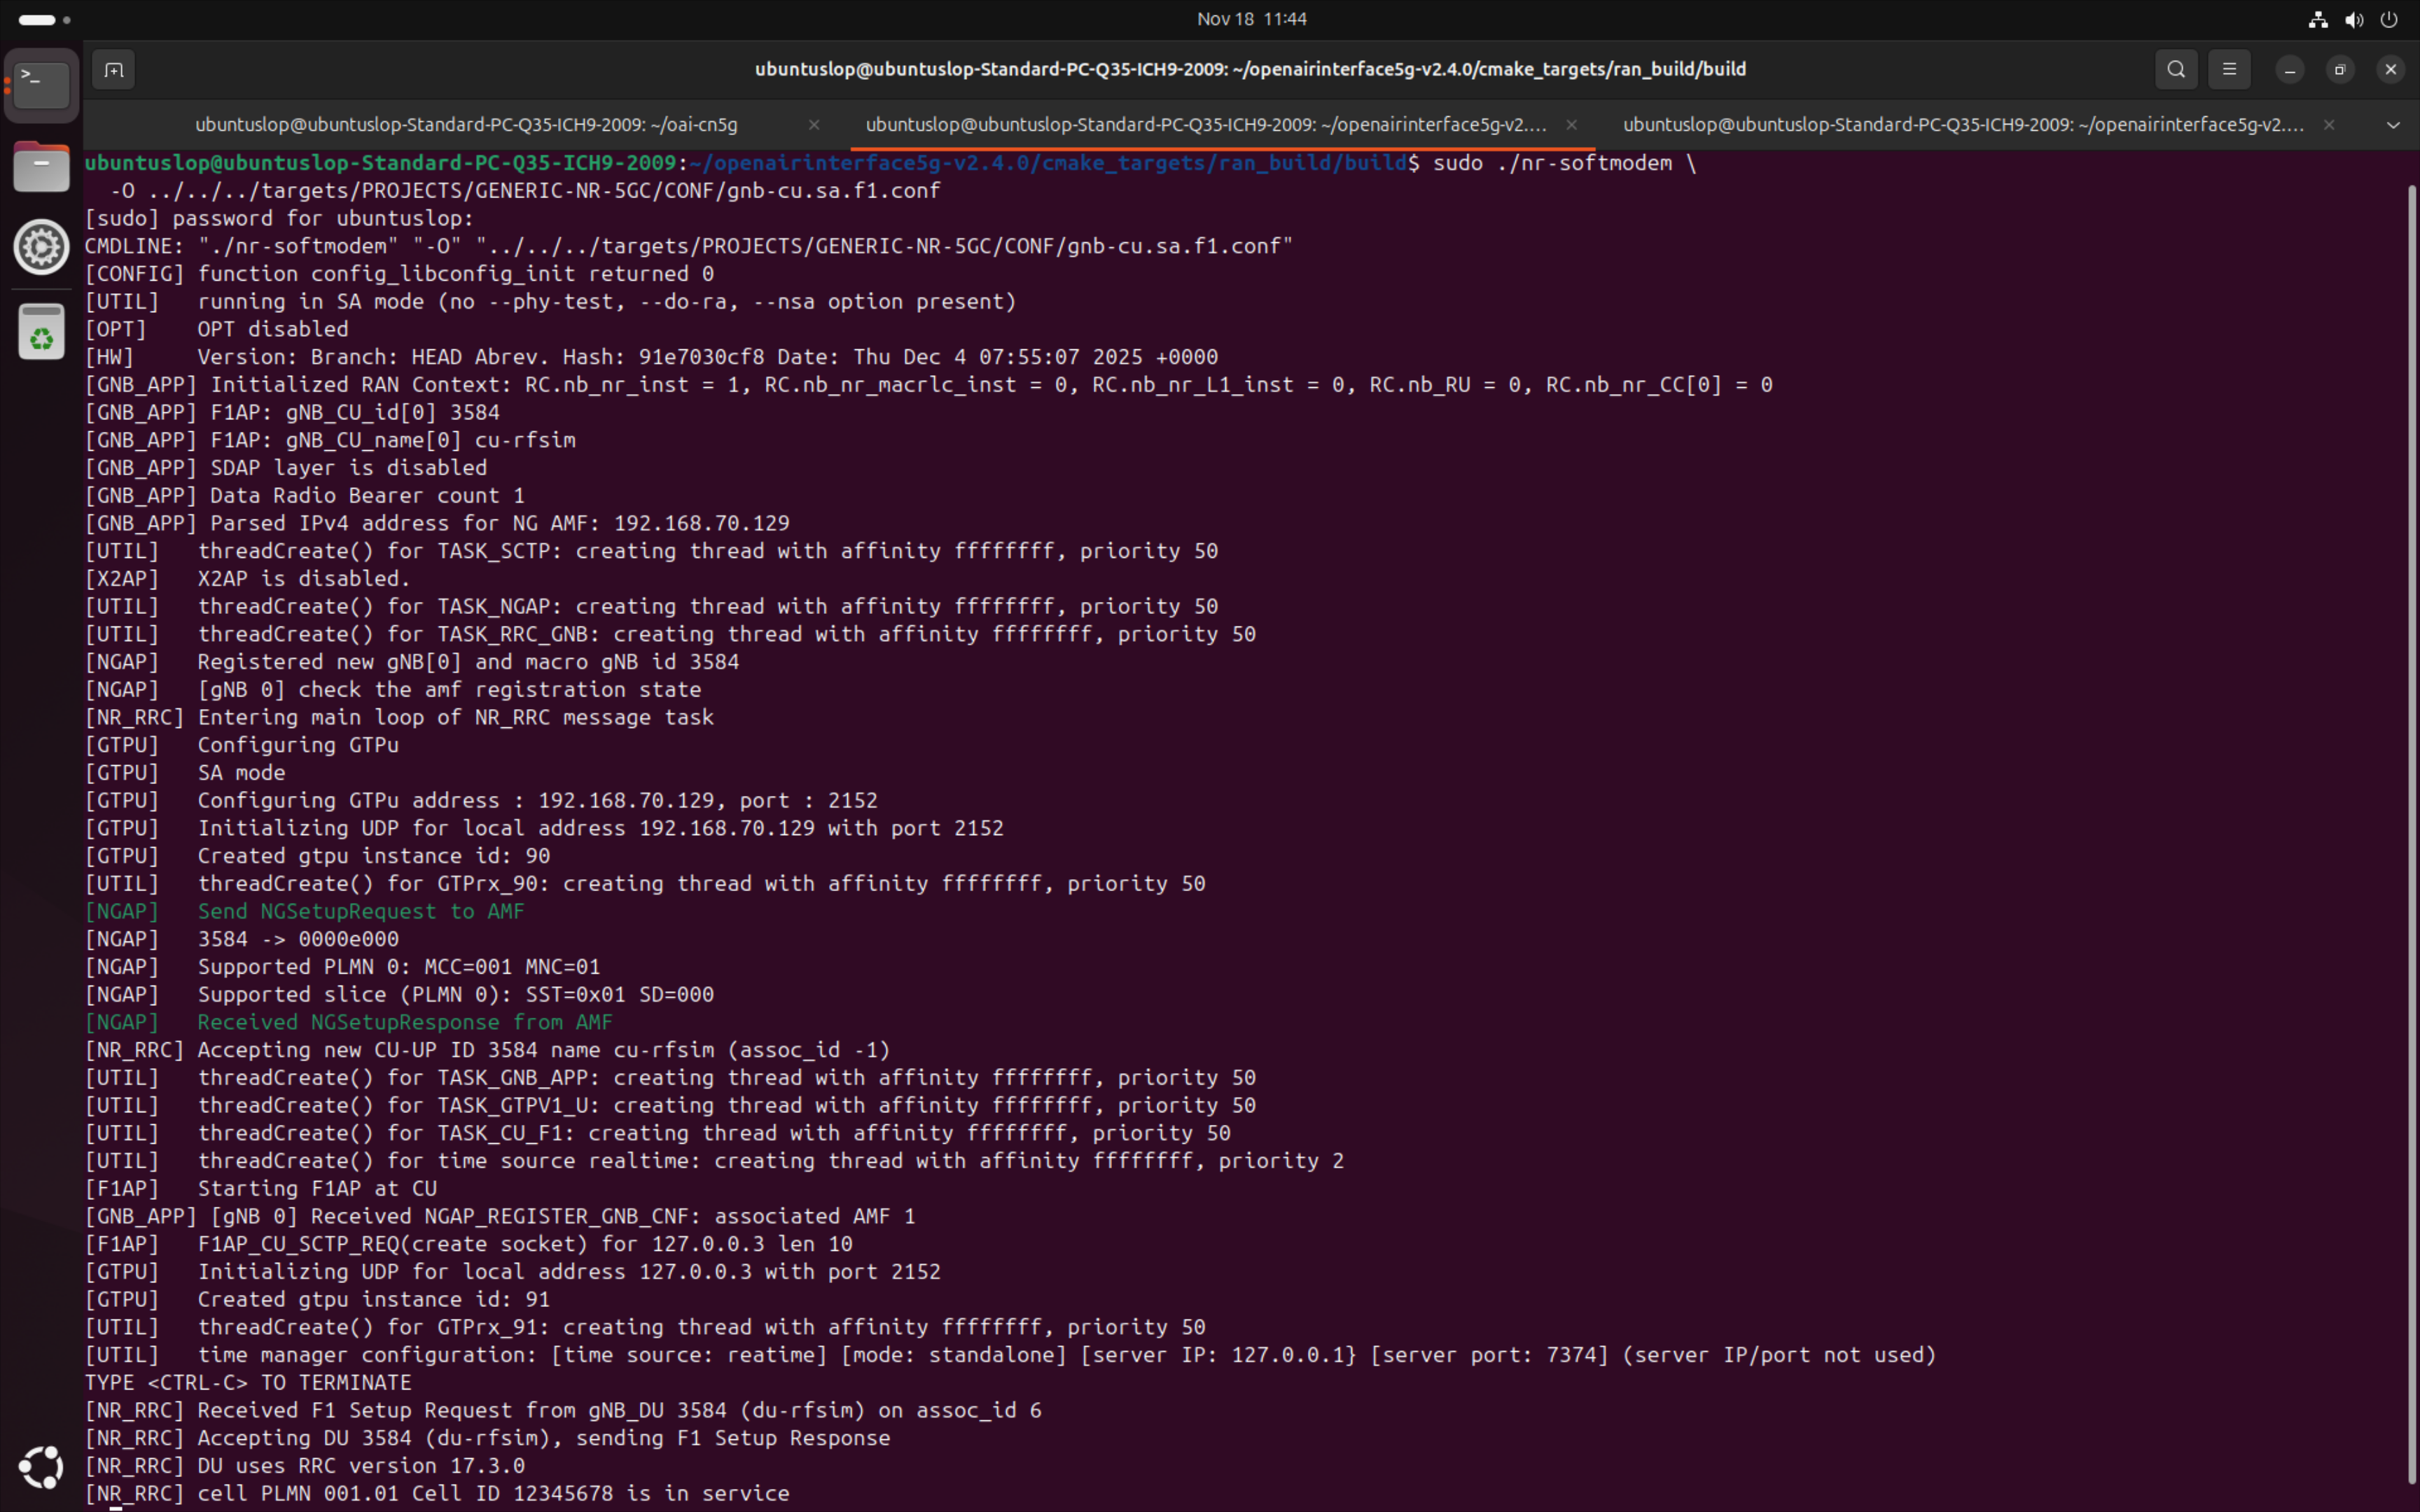 Nov 18 11:44
ubuntuslop@ubuntuslop-Standard-PC-Q35-ICH9-2009: ~/openairinterface5g-v2.4.0/cmake_targets/ran_build/build
ubuntuslop@ubuntuslop-Standard-PC-Q35-ICH9-2009: ~/oai-cn5g
ubuntuslop@ubuntuslop-Standard-PC-Q35-ICH9-2009: ~/openairinterface5g-v2....
ubuntuslop@ubuntuslop-Standard-PC-Q35-ICH9-2009: ~/openairinterface5g-v2....
ubuntuslop@ubuntuslop-Standard-PC-Q35-ICH9-2009:~/openairinterface5g-v2.4.0/cmake_targets/ran_build/build$ sudo ./nr-softmodem \
  -O ../../../targets/PROJECTS/GENERIC-NR-5GC/CONF/gnb-cu.sa.f1.conf
[sudo] password for ubuntuslop:
CMDLINE: "./nr-softmodem" "-O" "../../../targets/PROJECTS/GENERIC-NR-5GC/CONF/gnb-cu.sa.f1.conf"
[CONFIG] function config_libconfig_init returned 0
[UTIL]   running in SA mode (no --phy-test, --do-ra, --nsa option present)
[OPT]    OPT disabled
[HW]     Version: Branch: HEAD Abrev. Hash: 91e7030cf8 Date: Thu Dec 4 07:55:07 2025 +0000
[GNB_APP] Initialized RAN Context: RC.nb_nr_inst = 1, RC.nb_nr_macrlc_inst = 0, RC.nb_nr_L1_inst = 0, RC.nb_RU = 0, RC.nb_nr_CC[0] = 0
[GNB_APP] F1AP: gNB_CU_id[0] 3584
[GNB_APP] F1AP: gNB_CU_name[0] cu-rfsim
[GNB_APP] SDAP layer is disabled
[GNB_APP] Data Radio Bearer count 1
[GNB_APP] Parsed IPv4 address for NG AMF: 192.168.70.129
[UTIL]   threadCreate() for TASK_SCTP: creating thread with affinity ffffffff, priority 50
[X2AP]   X2AP is disabled.
[UTIL]   threadCreate() for TASK_NGAP: creating thread with affinity ffffffff, priority 50
[UTIL]   threadCreate() for TASK_RRC_GNB: creating thread with affinity ffffffff, priority 50
[NGAP]   Registered new gNB[0] and macro gNB id 3584
[NGAP]   [gNB 0] check the amf registration state
[NR_RRC] Entering main loop of NR_RRC message task
[GTPU]   Configuring GTPu
[GTPU]   SA mode
[GTPU]   Configuring GTPu address : 192.168.70.129, port : 2152
[GTPU]   Initializing UDP for local address 192.168.70.129 with port 2152
[GTPU]   Created gtpu instance id: 90
[UTIL]   threadCreate() for GTPrx_90: creating thread with affinity ffffffff, priority 50
[NGAP]   Send NGSetupRequest to AMF
[NGAP]   3584 -> 0000e000
[NGAP]   Supported PLMN 0: MCC=001 MNC=01
[NGAP]   Supported slice (PLMN 0): SST=0x01 SD=000
[NGAP]   Received NGSetupResponse from AMF
[NR_RRC] Accepting new CU-UP ID 3584 name cu-rfsim (assoc_id -1)
[UTIL]   threadCreate() for TASK_GNB_APP: creating thread with affinity ffffffff, priority 50
[UTIL]   threadCreate() for TASK_GTPV1_U: creating thread with affinity ffffffff, priority 50
[UTIL]   threadCreate() for TASK_CU_F1: creating thread with affinity ffffffff, priority 50
[UTIL]   threadCreate() for time source realtime: creating thread with affinity ffffffff, priority 2
[F1AP]   Starting F1AP at CU
[GNB_APP] [gNB 0] Received NGAP_REGISTER_GNB_CNF: associated AMF 1
[F1AP]   F1AP_CU_SCTP_REQ(create socket) for 127.0.0.3 len 10
[GTPU]   Initializing UDP for local address 127.0.0.3 with port 2152
[GTPU]   Created gtpu instance id: 91
[UTIL]   threadCreate() for GTPrx_91: creating thread with affinity ffffffff, priority 50
[UTIL]   time manager configuration: [time source: reatime] [mode: standalone] [server IP: 127.0.0.1} [server port: 7374] (server IP/port not used)
TYPE <CTRL-C> TO TERMINATE
[NR_RRC] Received F1 Setup Request from gNB_DU 3584 (du-rfsim) on assoc_id 6
[NR_RRC] Accepting DU 3584 (du-rfsim), sending F1 Setup Response
[NR_RRC] DU uses RRC version 17.3.0
[NR_RRC] cell PLMN 001.01 Cell ID 12345678 is in service